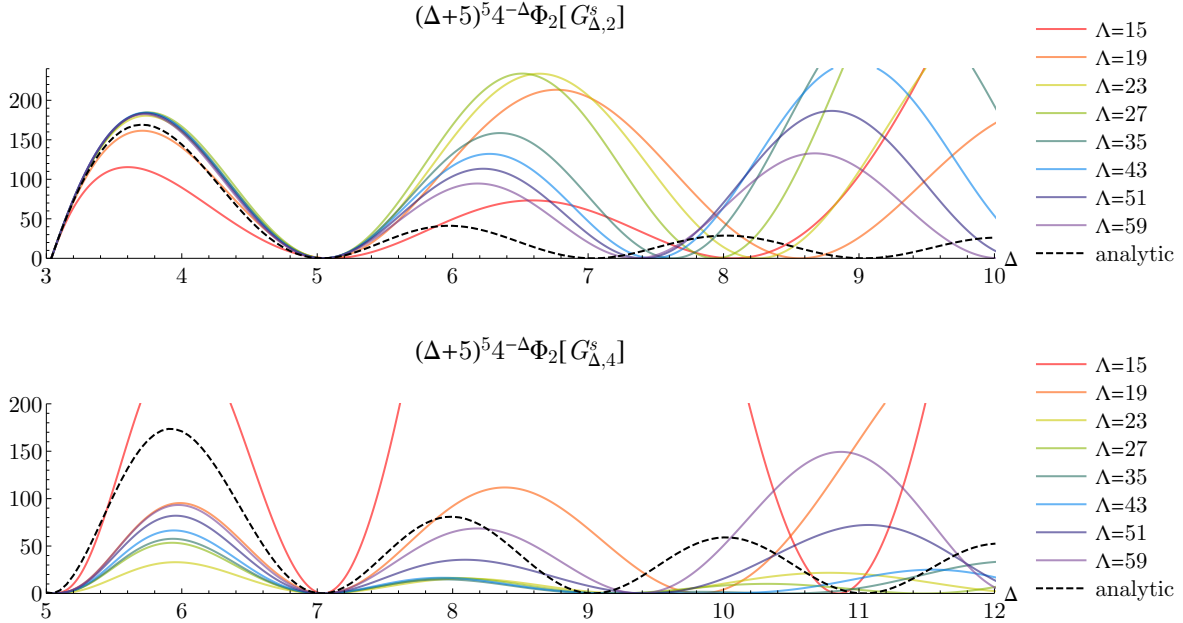 (Δ+5)⁵4^{-Δ}Φ₂[G^s_{Δ,2}]
200
150
100
50
0
3 4 5 6 7 8 9 10
Δ
Λ=15
Λ=19
Λ=23
Λ=27
Λ=35
Λ=43
Λ=51
Λ=59
analytic
(Δ+5)⁵4^{-Δ}Φ₂[G^s_{Δ,4}]
200
150
100
50
0
5 6 7 8 9 10 11 12
Δ
Λ=15
Λ=19
Λ=23
Λ=27
Λ=35
Λ=43
Λ=51
Λ=59
analytic